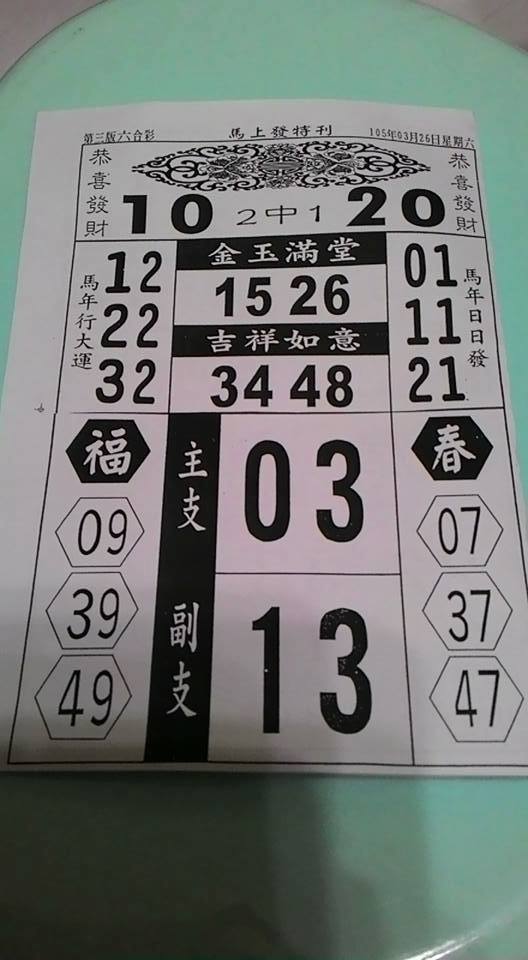 第三版六合彩 馬上發特刊 105年03月26日星期六
恭喜發財
10 2中1 20
恭喜發財
馬年行大運
12
22
32
金玉滿堂
15 26
吉祥如意
34 48
01
11
21
馬年日日發
福
09
39
49
主支
03
副支
13
春
07
37
47